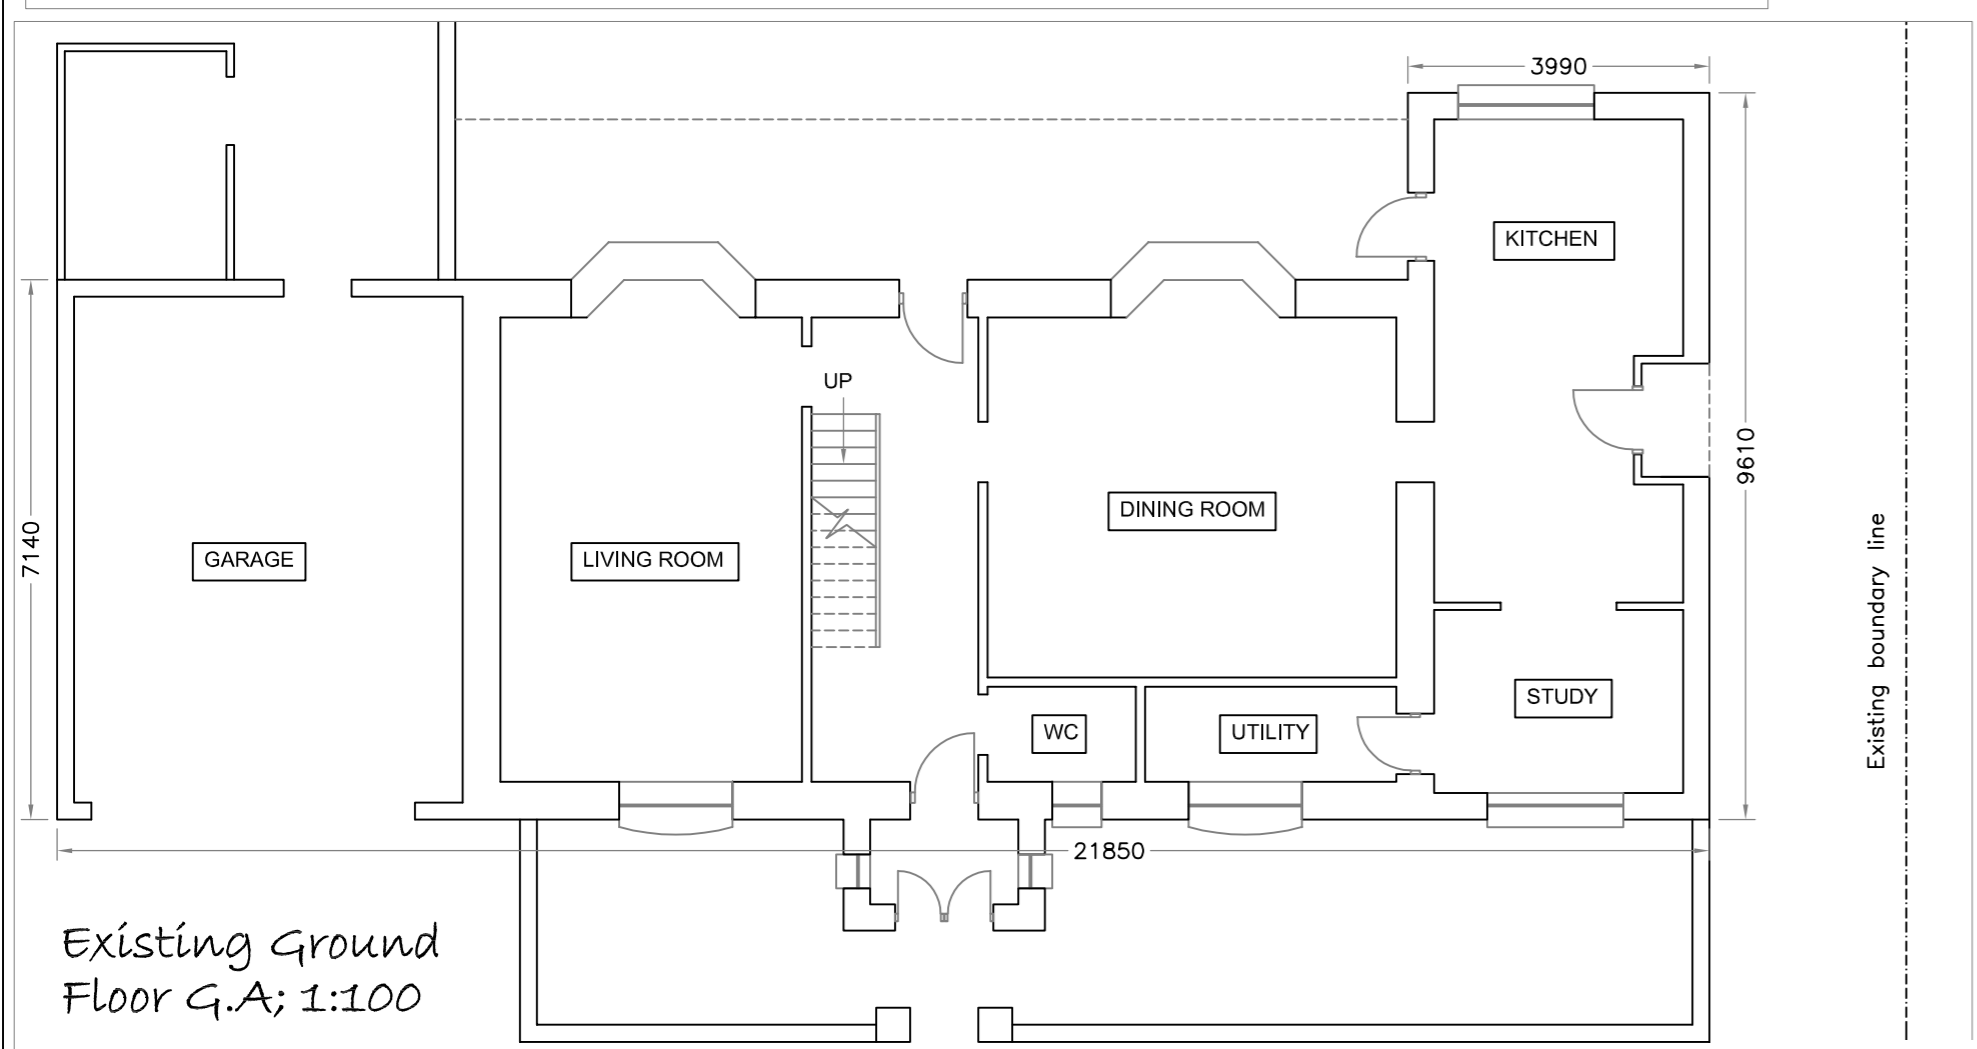 3990
KITCHEN
UP
9610
DINING ROOM
7140
GARAGE
LIVING ROOM
Existing boundary line
STUDY
WC
UTILITY
21850
Existing Ground
Floor G.A; 1:100